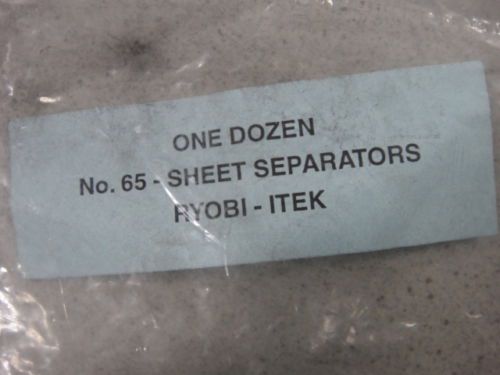 ONE DOZEN
No. 65 - SHEET SEPARATORS
RYOBI - ITEK